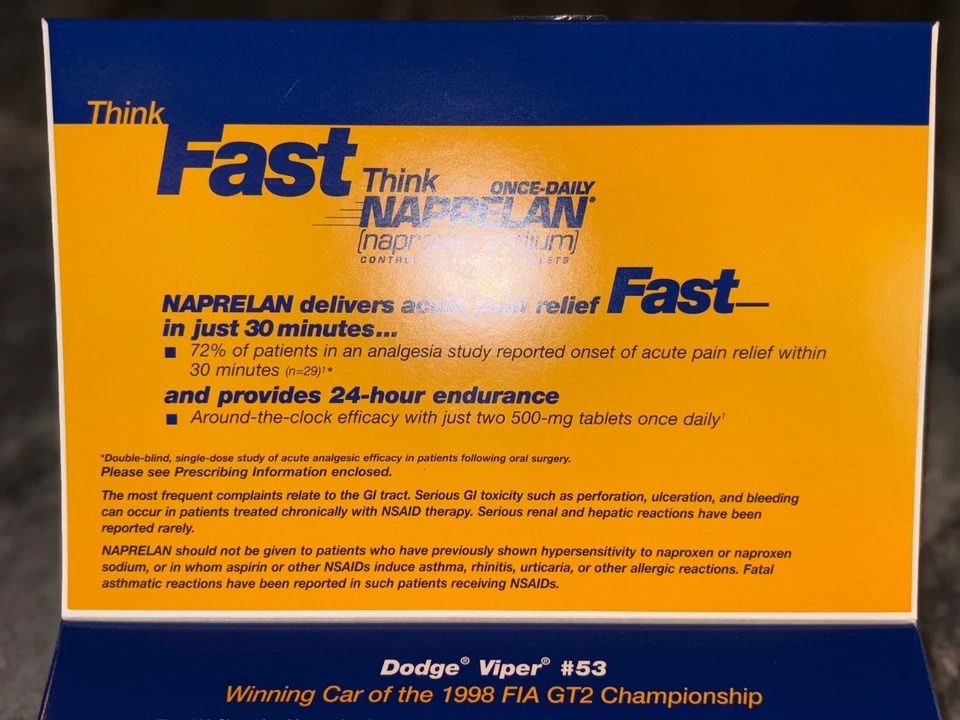 Think
Fast
Think
ONCE-DAILY
NAPRELAN®
[naproxen sodium]
CONTROLLED TABLETS
NAPRELAN delivers acute pain relief Fast—
in just 30 minutes...
■ 72% of patients in an analgesia study reported onset of acute pain relief within
30 minutes (n=29)¹*
and provides 24-hour endurance
■ Around-the-clock efficacy with just two 500-mg tablets once daily¹
*Double-blind, single-dose study of acute analgesic efficacy in patients following oral surgery.
Please see Prescribing Information enclosed.
The most frequent complaints relate to the GI tract. Serious GI toxicity such as perforation, ulceration, and bleeding
can occur in patients treated chronically with NSAID therapy. Serious renal and hepatic reactions have been
reported rarely.
NAPRELAN should not be given to patients who have previously shown hypersensitivity to naproxen or naproxen
sodium, or in whom aspirin or other NSAIDs induce asthma, rhinitis, urticaria, or other allergic reactions. Fatal
asthmatic reactions have been reported in such patients receiving NSAIDs.
Dodge® Viper® #53
Winning Car of the 1998 FIA GT2 Championship